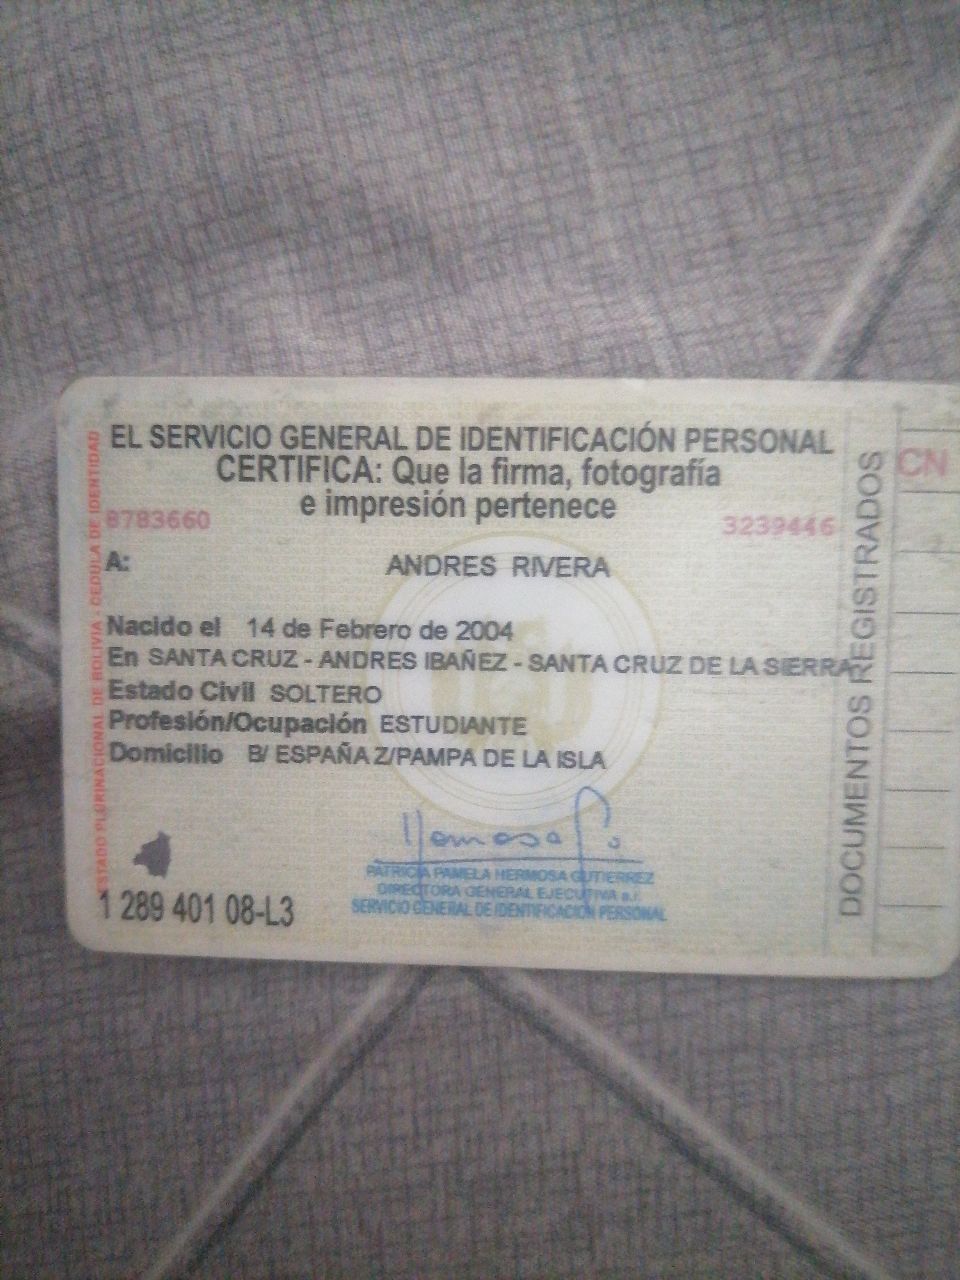 EL SERVICIO GENERAL DE IDENTIFICACIÓN PERSONAL
CERTIFICA: Que la firma, fotografía
e impresión pertenece
8783660
3239446
A: ANDRES RIVERA
Nacido el 14 de Febrero de 2004
En SANTA CRUZ - ANDRES IBAÑEZ - SANTA CRUZ DE LA SIERRA
Estado Civil SOLTERO
Profesión/Ocupación ESTUDIANTE
Domicilio B/ ESPAÑA Z/PAMPA DE LA ISLA
PATRICIA PAMELA HERMOSA GUTIERREZ
DIRECTORA GENERAL EJECUTIVA a.i.
SERVICIO GENERAL DE IDENTIFICACIÓN PERSONAL
1 289 401 08-L3
ESTADO PLURINACIONAL DE BOLIVIA - CEDULA DE IDENTIDAD
DOCUMENTOS REGISTRADOS
CN